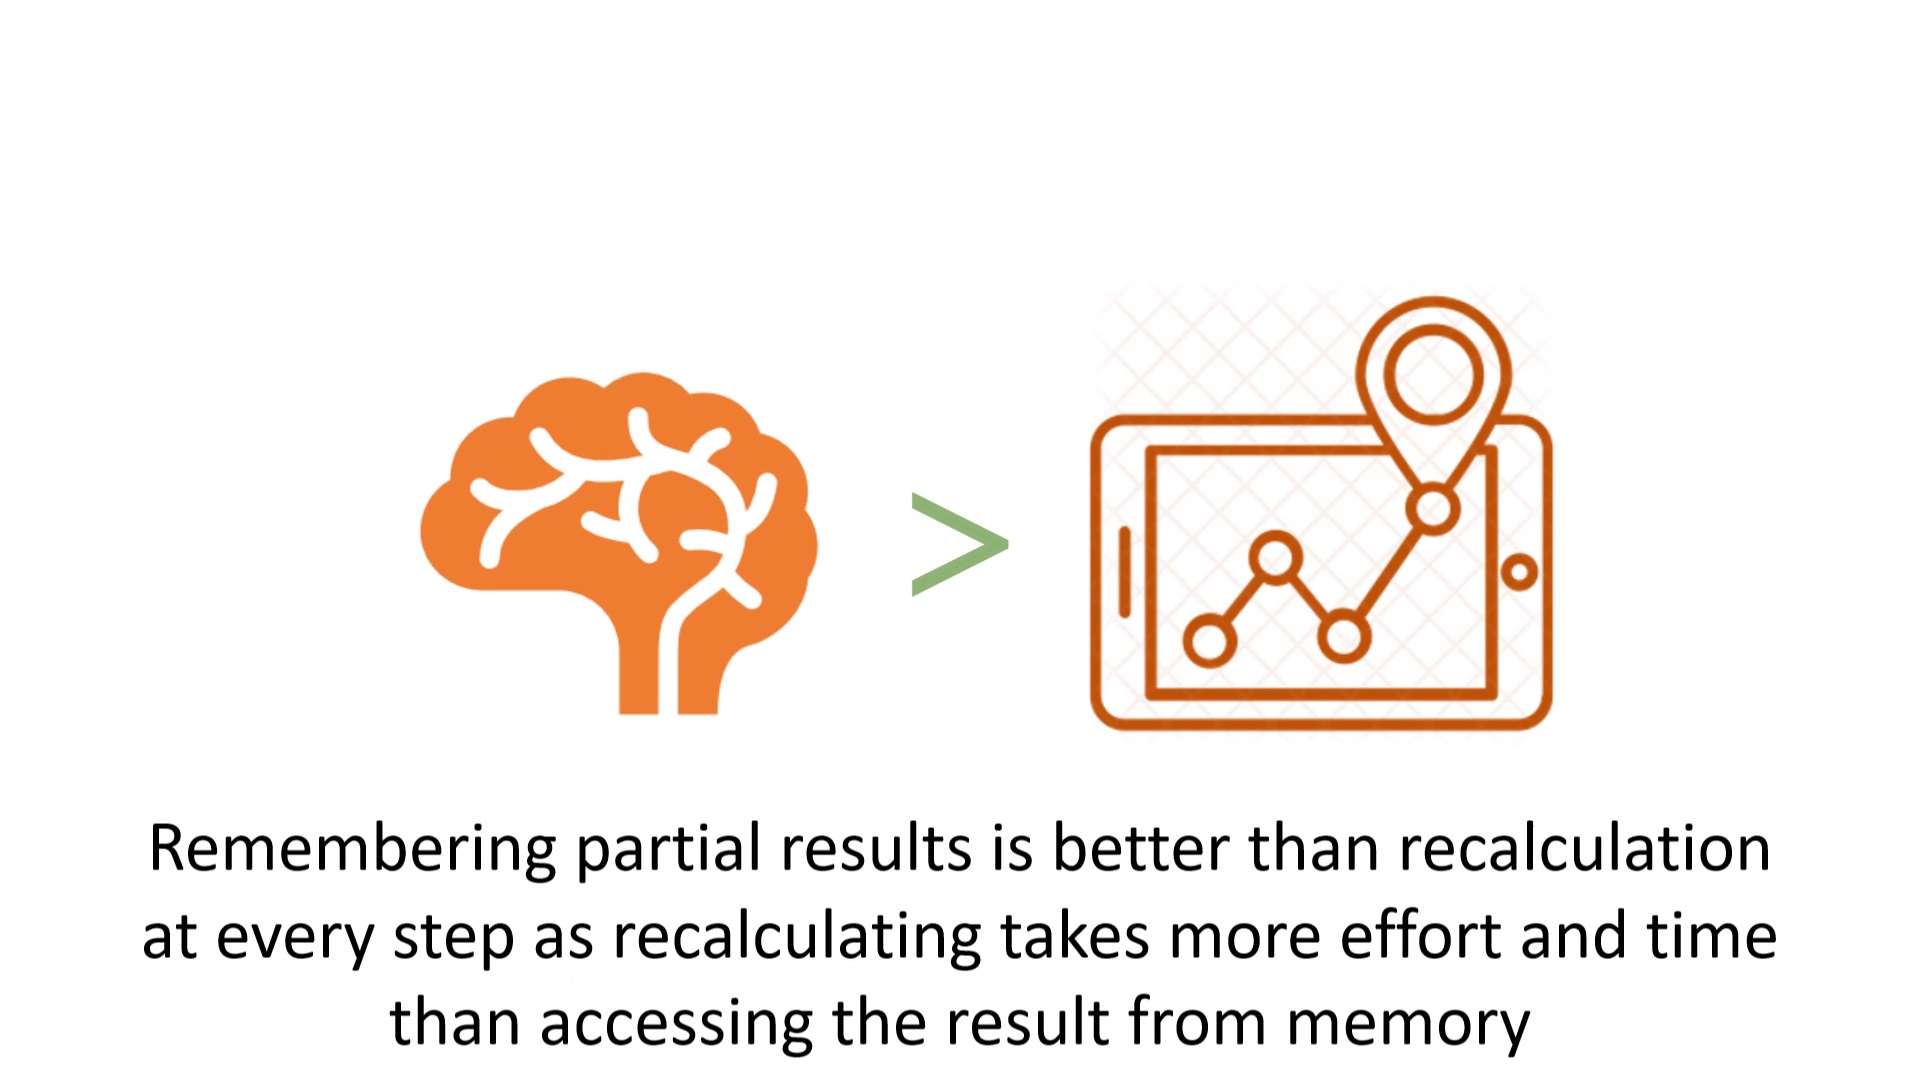 >
Remembering partial results is better than recalculation
at every step as recalculating takes more effort and time
than accessing the result from memory